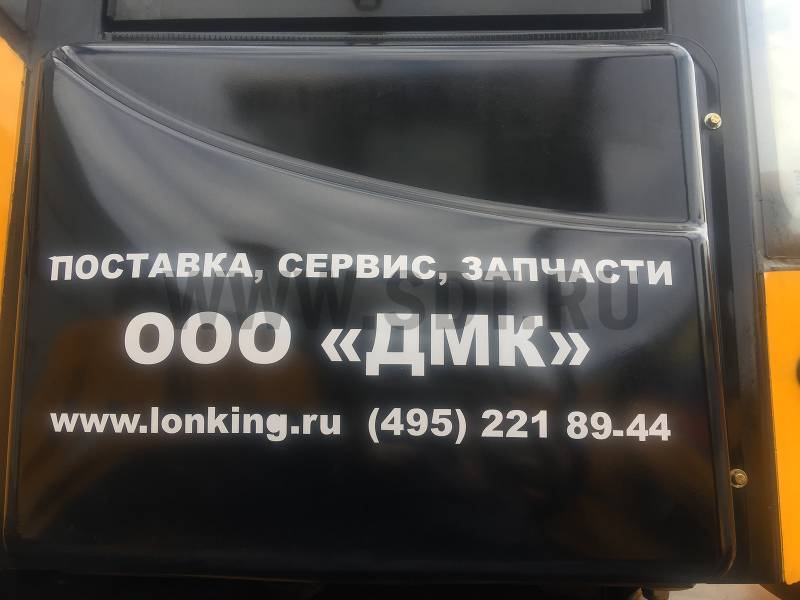 ПОСТАВКА, СЕРВИС, ЗАПЧАСТИ
WWW.SDT.RU
ООО «ДМК»
www.lonking.ru (495) 221 89-44